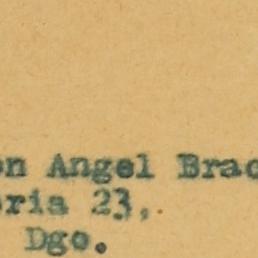 on Angel Brac
oria 23,.
Dgo.